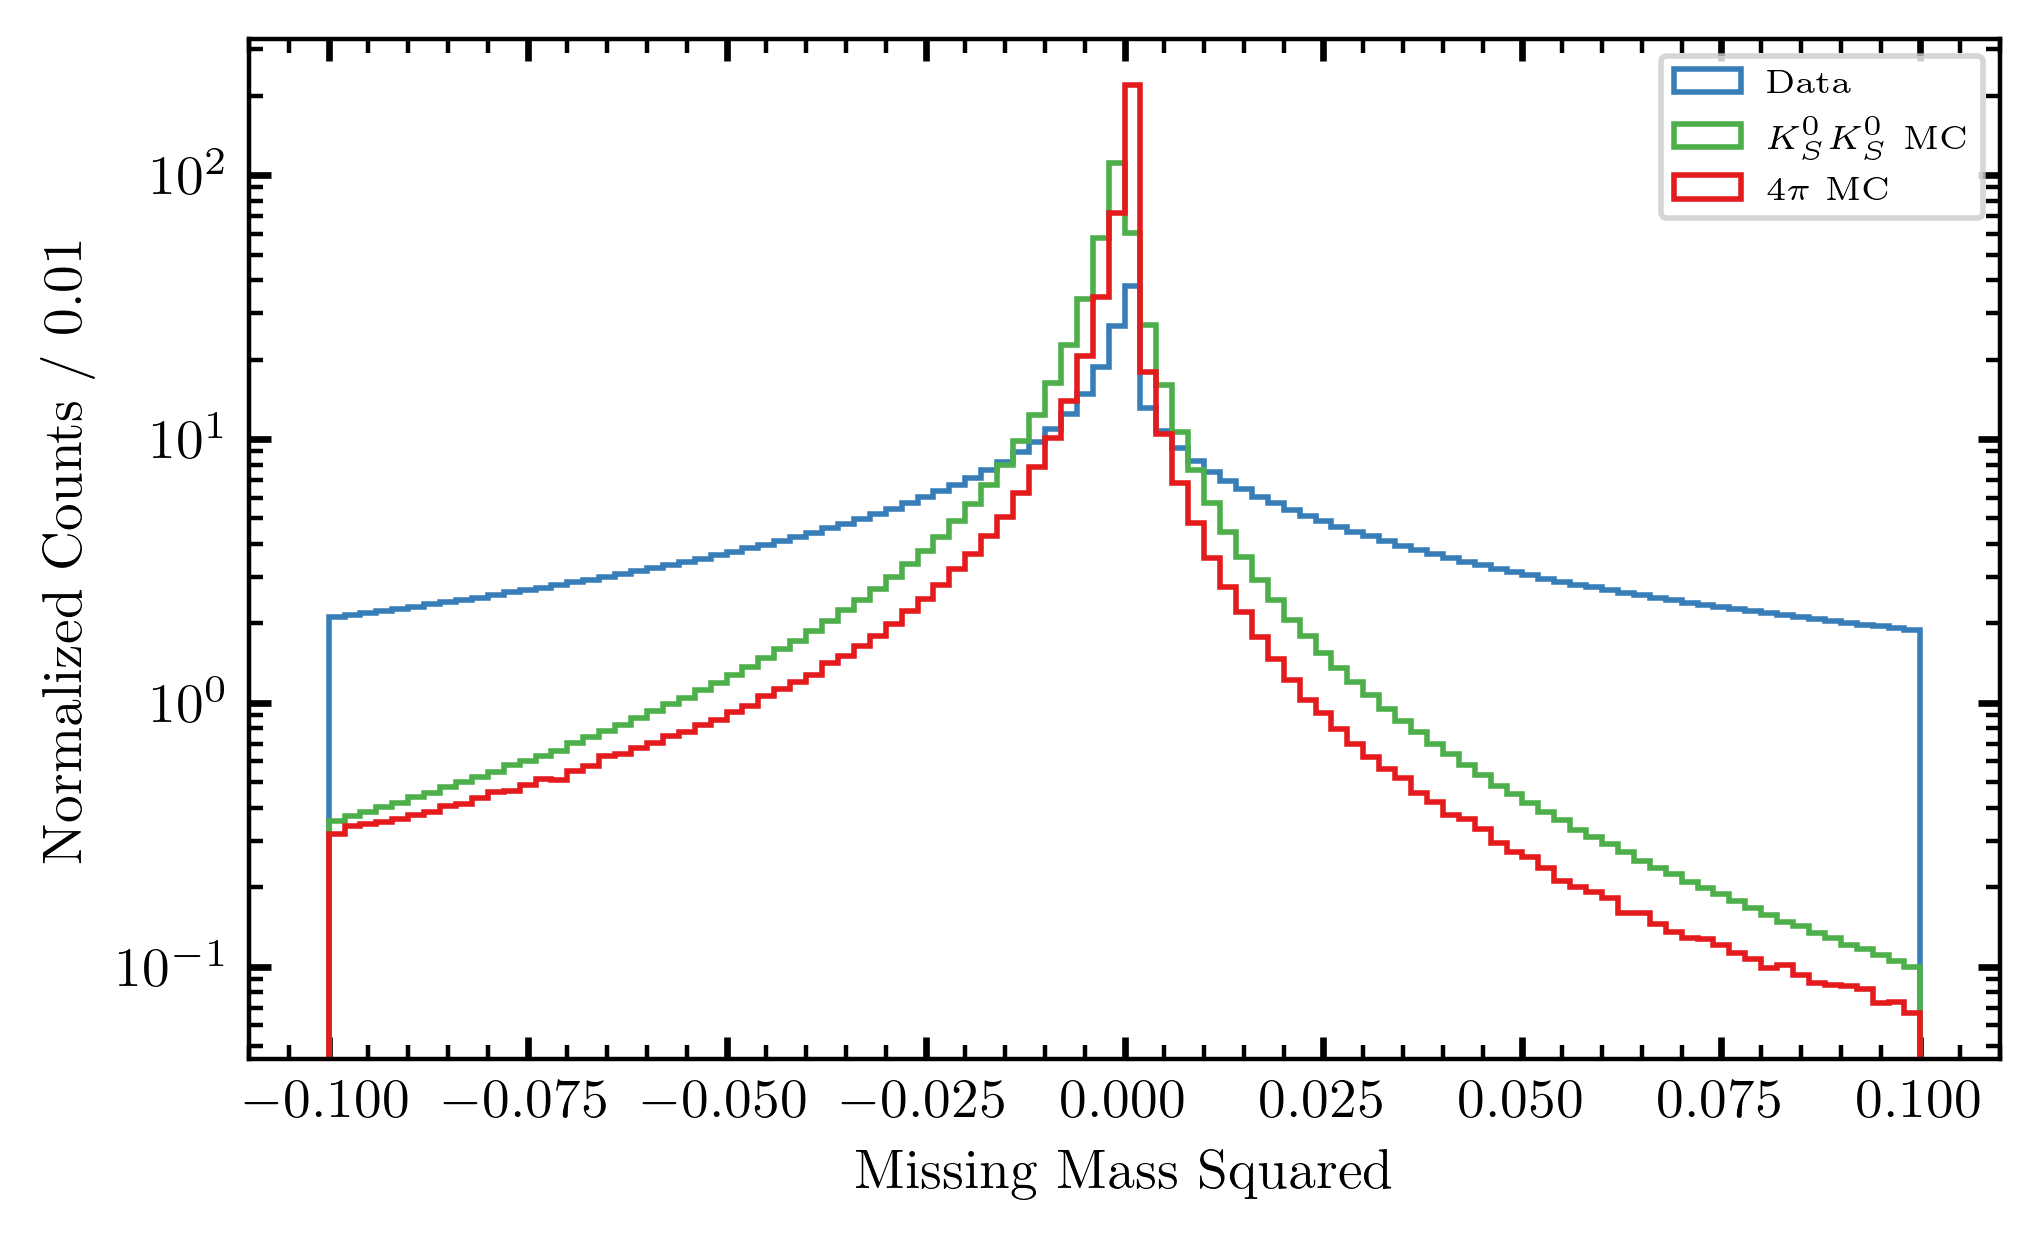 Data
K_S^0 K_S^0 MC
4π MC
Normalized Counts / 0.01
10^2
10^1
10^0
10^−1
−0.100 −0.075 −0.050 −0.025 0.000 0.025 0.050 0.075 0.100
Missing Mass Squared